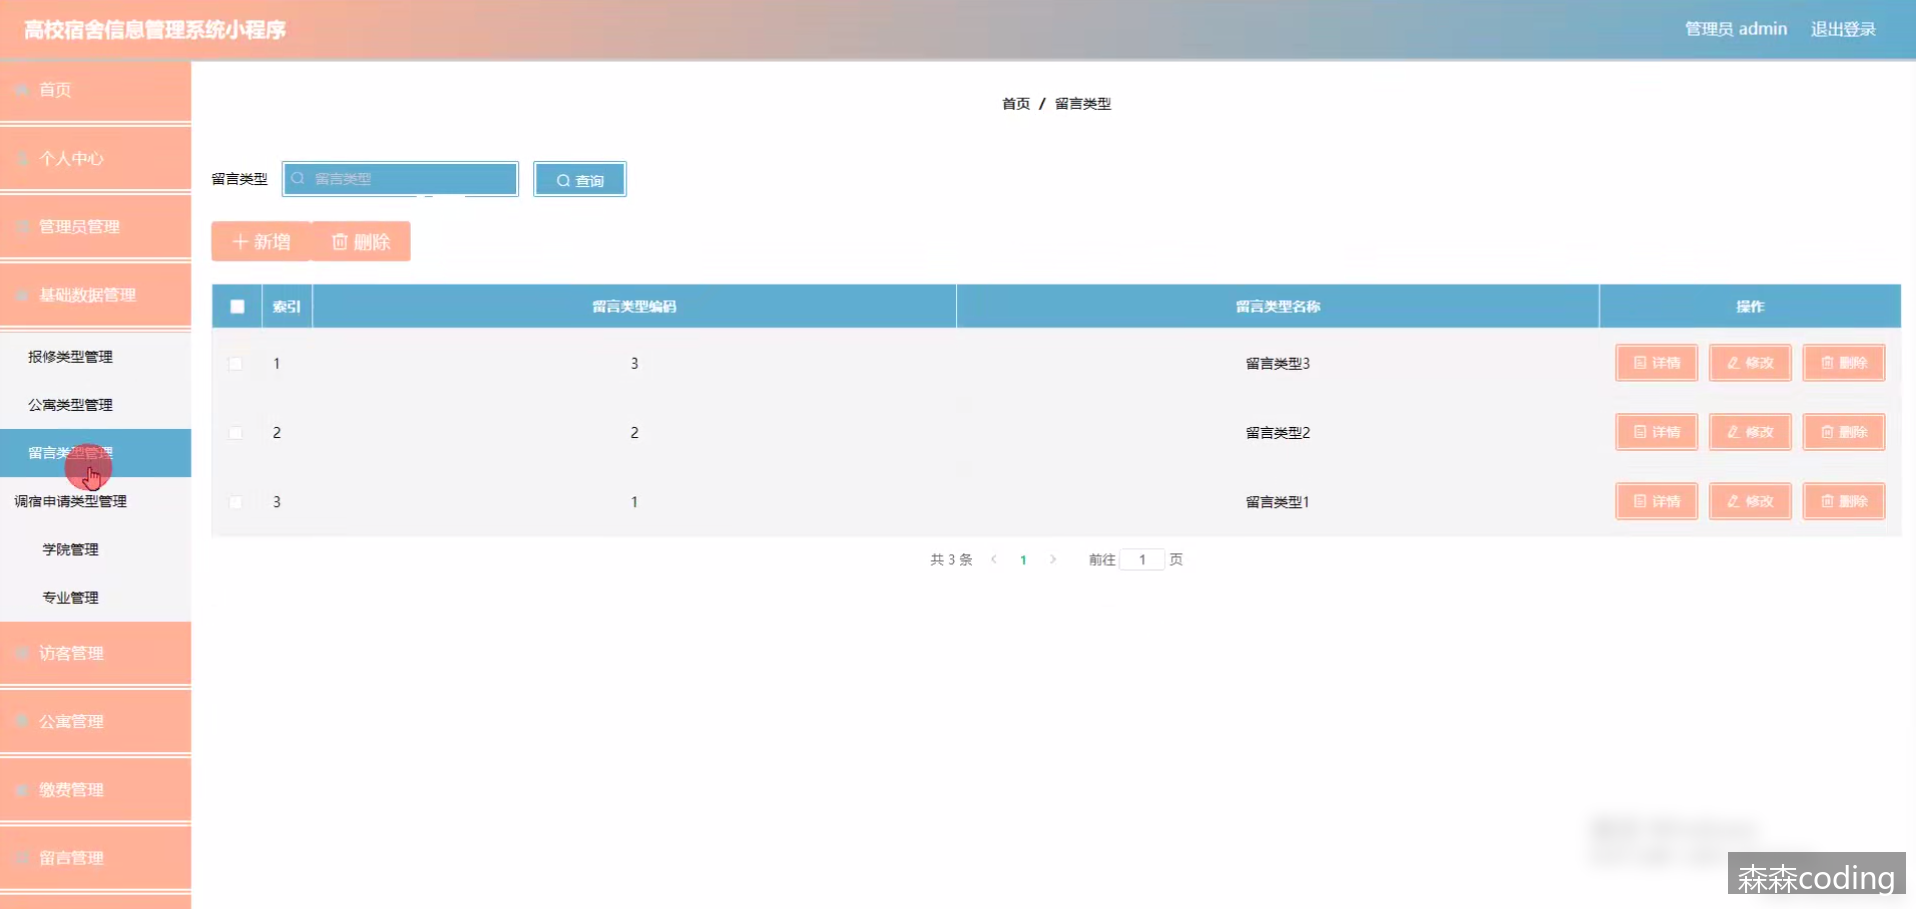 高校宿舍信息管理系统小程序
管理员 admin 退出登录
首页
个人中心
管理员管理
基础数据管理
报修类型管理
公寓类型管理
留言类型管理
调宿申请类型管理
学院管理
专业管理
访客管理
公寓管理
缴费管理
留言管理
首页 / 留言类型
留言类型 留言类型 查询
新增 删除
索引 留言类型编码 留言类型名称 操作
1 3 留言类型3 详情 修改 删除
2 2 留言类型2 详情 修改 删除
3 1 留言类型1 详情 修改 删除
共 3 条 1 前往 1 页
森森coding